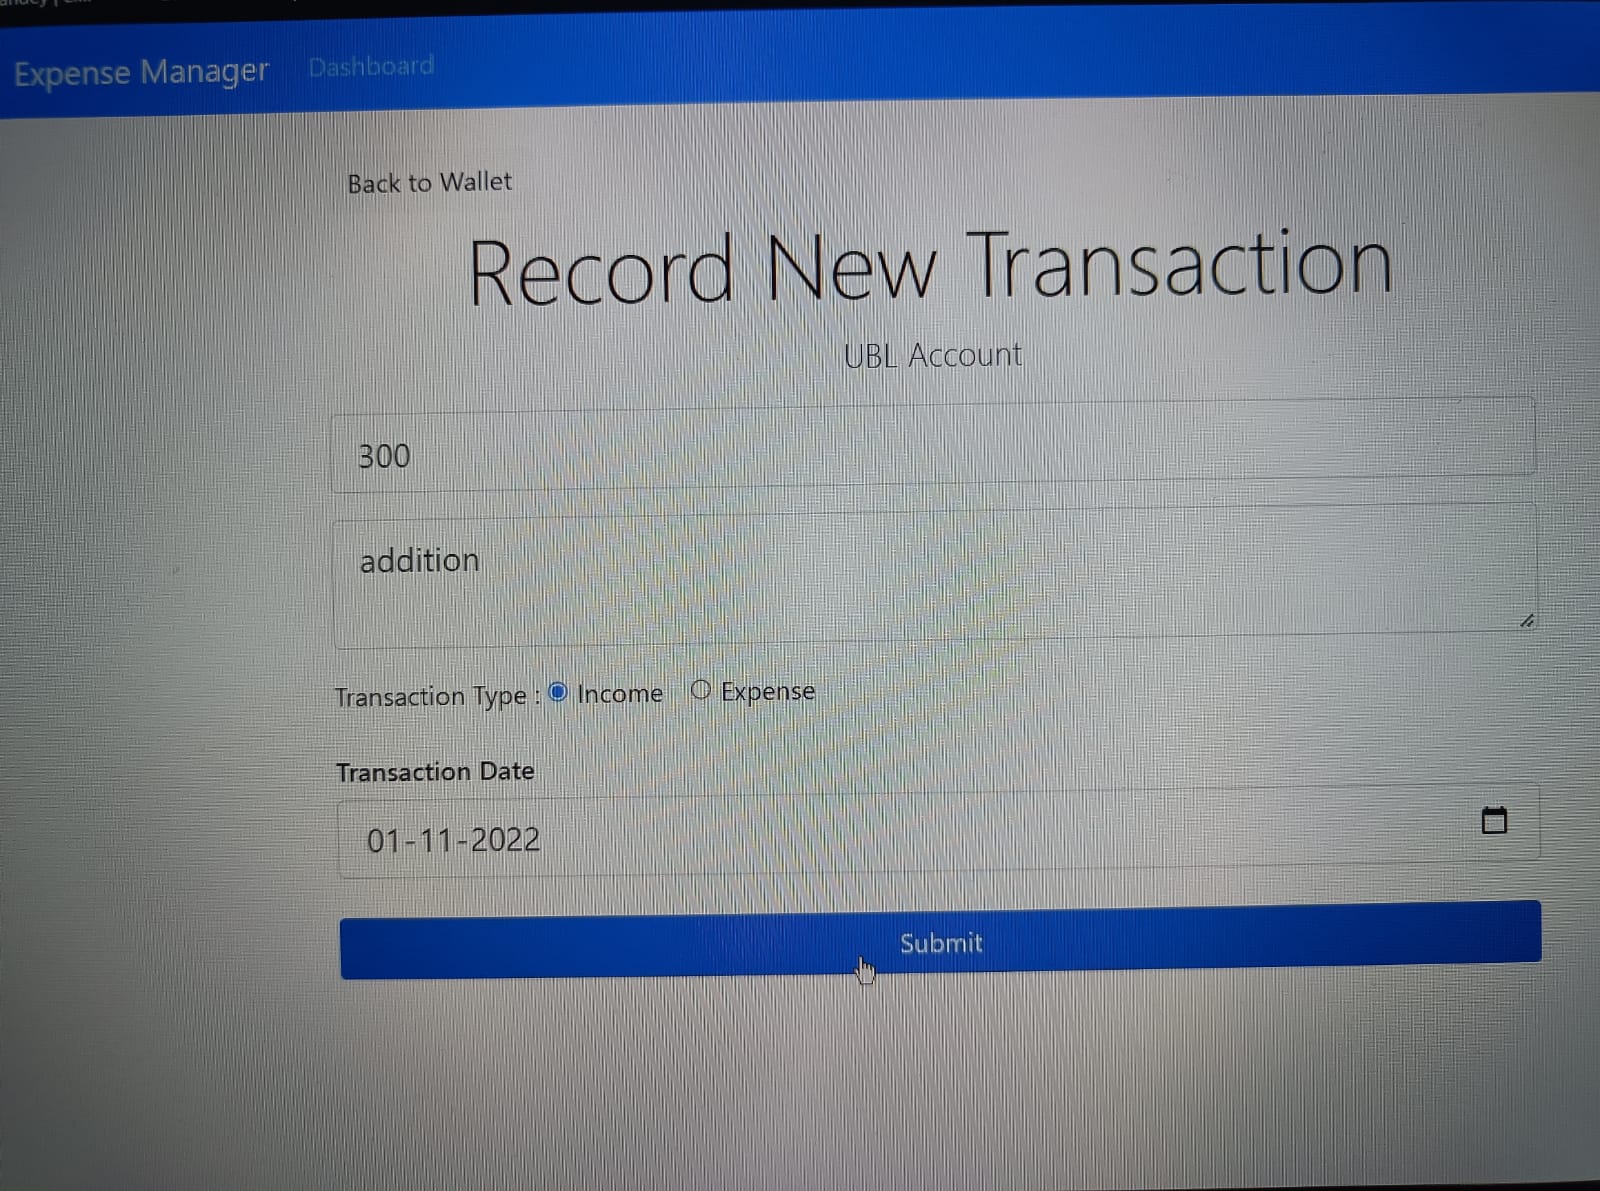 Expense Manager Dashboard
Back to Wallet
Record New Transaction
UBL Account
300
addition
Transaction Type : Income Expense
Transaction Date
01-11-2022
Submit